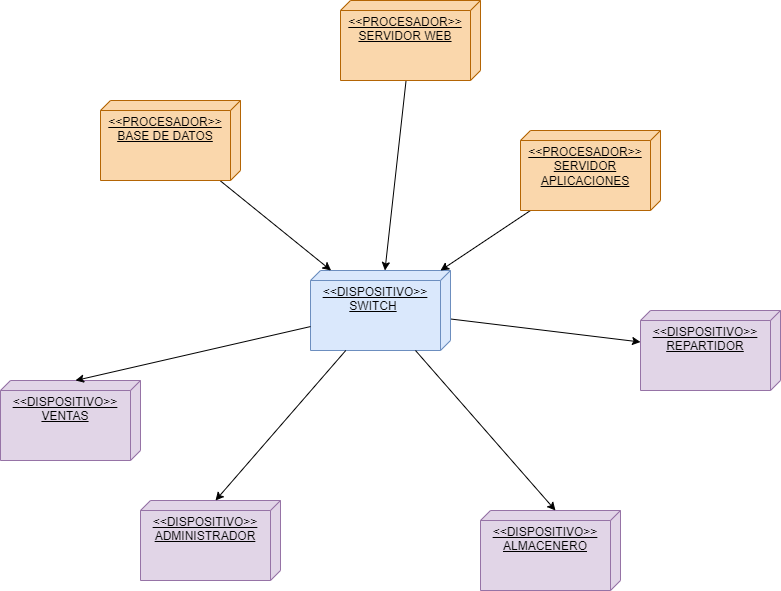 <<PROCESADOR>>
SERVIDOR WEB
<<PROCESADOR>>
BASE DE DATOS
<<PROCESADOR>>
SERVIDOR
APLICACIONES
<<DISPOSITIVO>>
SWITCH
<<DISPOSITIVO>>
REPARTIDOR
<<DISPOSITIVO>>
VENTAS
<<DISPOSITIVO>>
ADMINISTRADOR
<<DISPOSITIVO>>
ALMACENERO